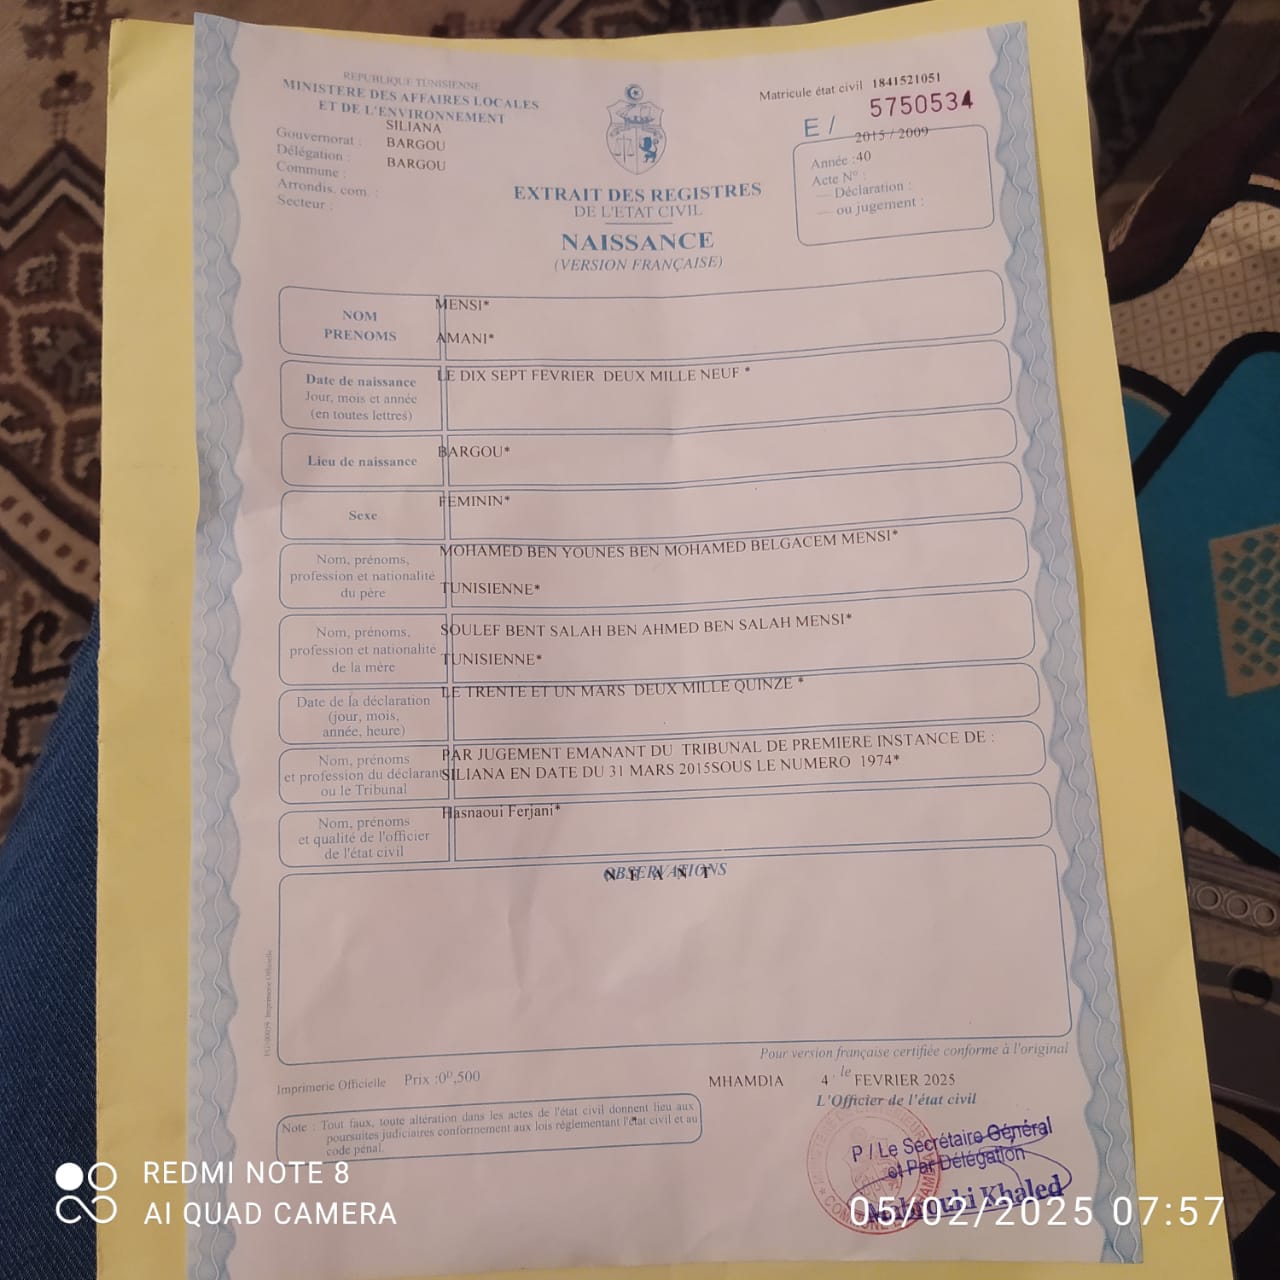 REPUBLIQUE TUNISIENNE
MINISTERE DES AFFAIRES LOCALES
ET DE L'ENVIRONNEMENT
Gouvernorat : SILIANA
Délégation : BARGOU
Commune : BARGOU
Arrondis. com. :
Secteur :
Matricule état civil 1841521051
5750534
E /
2015 / 2009
Année : 40
Acte N° :
— Déclaration :
— ou jugement :
EXTRAIT DES REGISTRES
DE L'ETAT CIVIL
NAISSANCE
(VERSION FRANÇAISE)
NOM
PRENOMS
MENSI*
AMANI*
Date de naissance
Jour, mois et année
(en toutes lettres)
LE DIX SEPT FEVRIER DEUX MILLE NEUF *
Lieu de naissance
BARGOU*
Sexe
FEMININ*
Nom, prénoms,
profession et nationalité
du père
MOHAMED BEN YOUNES BEN MOHAMED BELGACEM MENSI*
TUNISIENNE*
Nom, prénoms,
profession et nationalité
de la mère
SOULEF BENT SALAH BEN AHMED BEN SALAH MENSI*
TUNISIENNE*
Date de la déclaration
(jour, mois,
année, heure)
LE TRENTE ET UN MARS DEUX MILLE QUINZE *
Nom, prénoms
et profession du déclarant
ou le Tribunal
PAR JUGEMENT EMANANT DU TRIBUNAL DE PREMIERE INSTANCE DE :
SILIANA EN DATE DU 31 MARS 2015SOUS LE NUMERO 1974*
Nom, prénoms
et qualité de l'officier
de l'état civil
Hasnaoui Ferjani*
OBSERVATIONS
N E A N T
Imprimerie Officielle
Pour version française certifiée conforme à l'original
Imprimerie Officielle Prix :0ᴰ,500
MHAMDIA le 4 FEVRIER 2025
L'Officier de l'état civil
Note : Tout faux, toute altération dans les actes de l'état civil donnent lieu aux
poursuites judiciaires conformement aux lois réglementant l'état civil et au
code pénal.
P / Le Secrétaire Général
et Par Délégation
Mabrouki Khaled
REDMI NOTE 8
AI QUAD CAMERA
05/02/2025 07:57